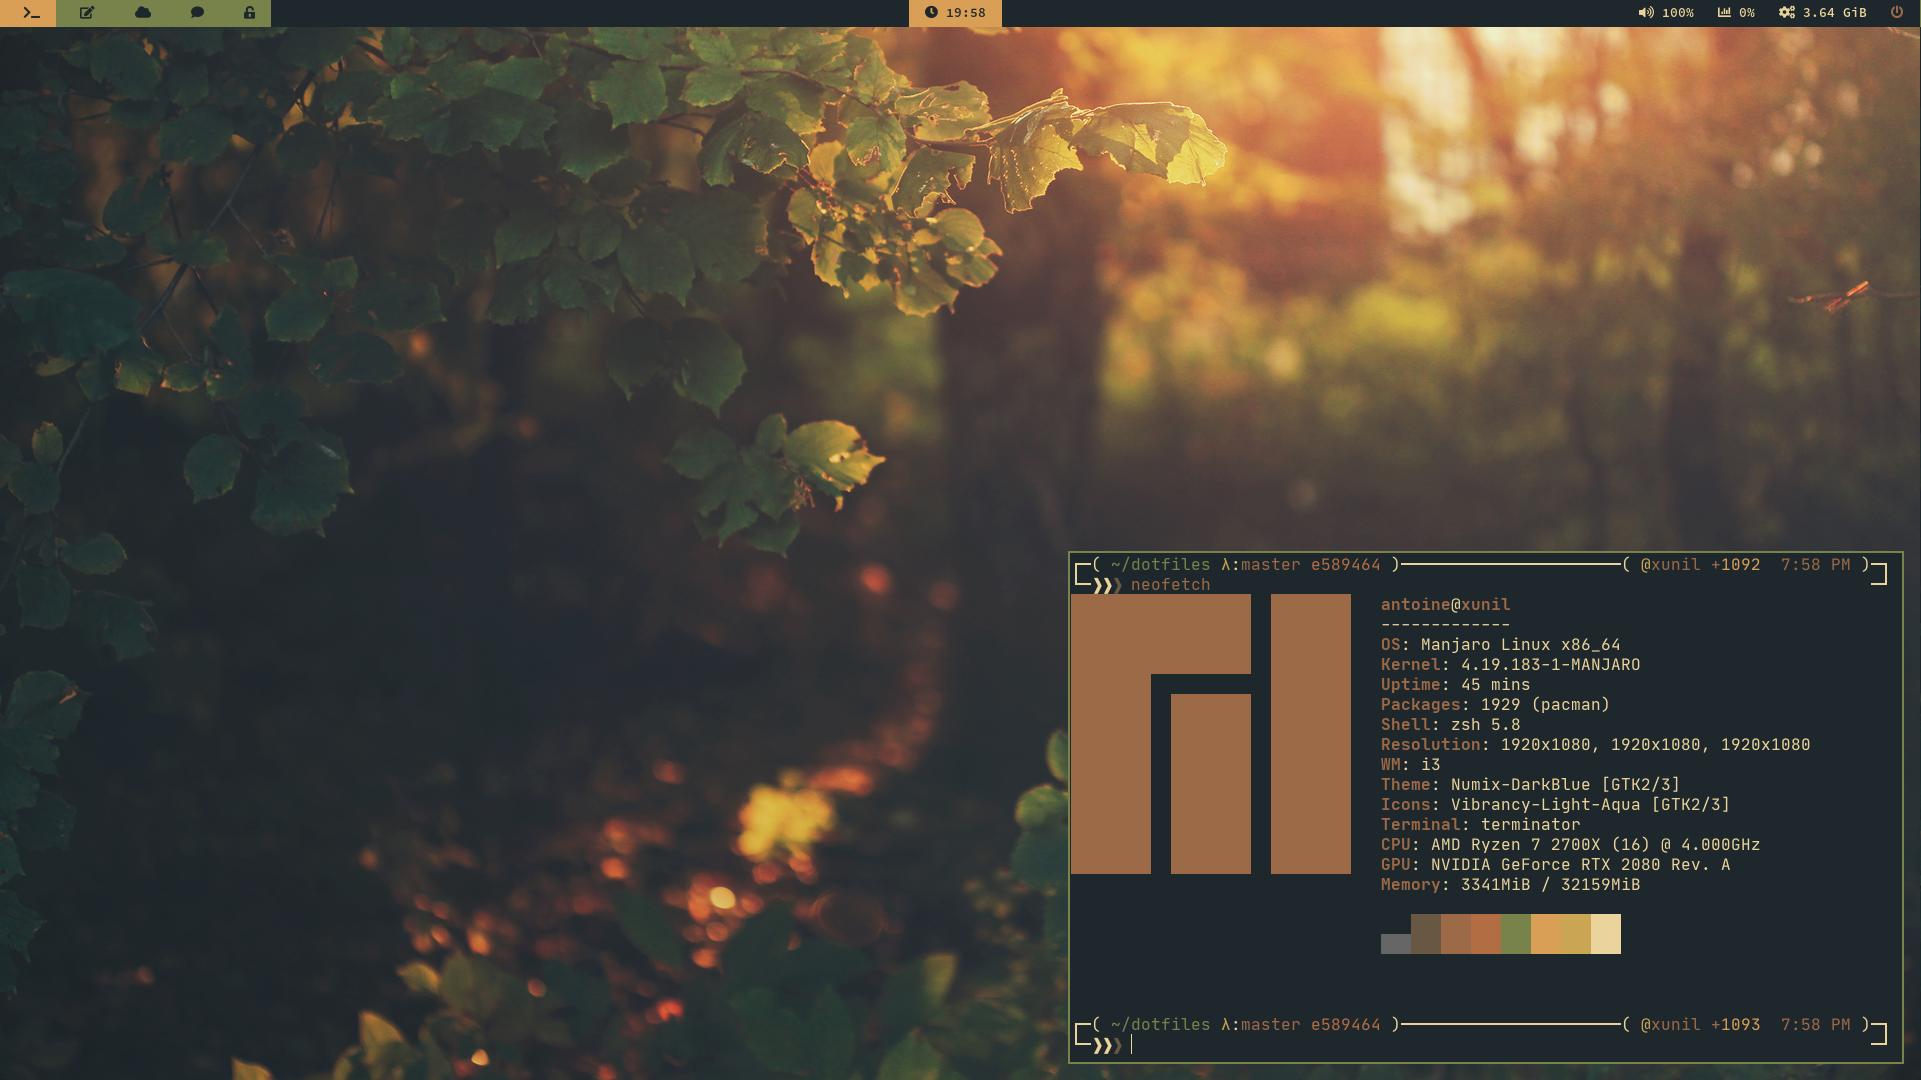 19:58
100% 0% 3.64 GiB
( ~/dotfiles λ:master e589464 ) ( @xunil +1092 7:58 PM )
❯❯❯ neofetch
antoine@xunil
-------------
OS: Manjaro Linux x86_64
Kernel: 4.19.183-1-MANJARO
Uptime: 45 mins
Packages: 1929 (pacman)
Shell: zsh 5.8
Resolution: 1920x1080, 1920x1080, 1920x1080
WM: i3
Theme: Numix-DarkBlue [GTK2/3]
Icons: Vibrancy-Light-Aqua [GTK2/3]
Terminal: terminator
CPU: AMD Ryzen 7 2700X (16) @ 4.000GHz
GPU: NVIDIA GeForce RTX 2080 Rev. A
Memory: 3341MiB / 32159MiB
( ~/dotfiles λ:master e589464 ) ( @xunil +1093 7:58 PM )
❯❯❯